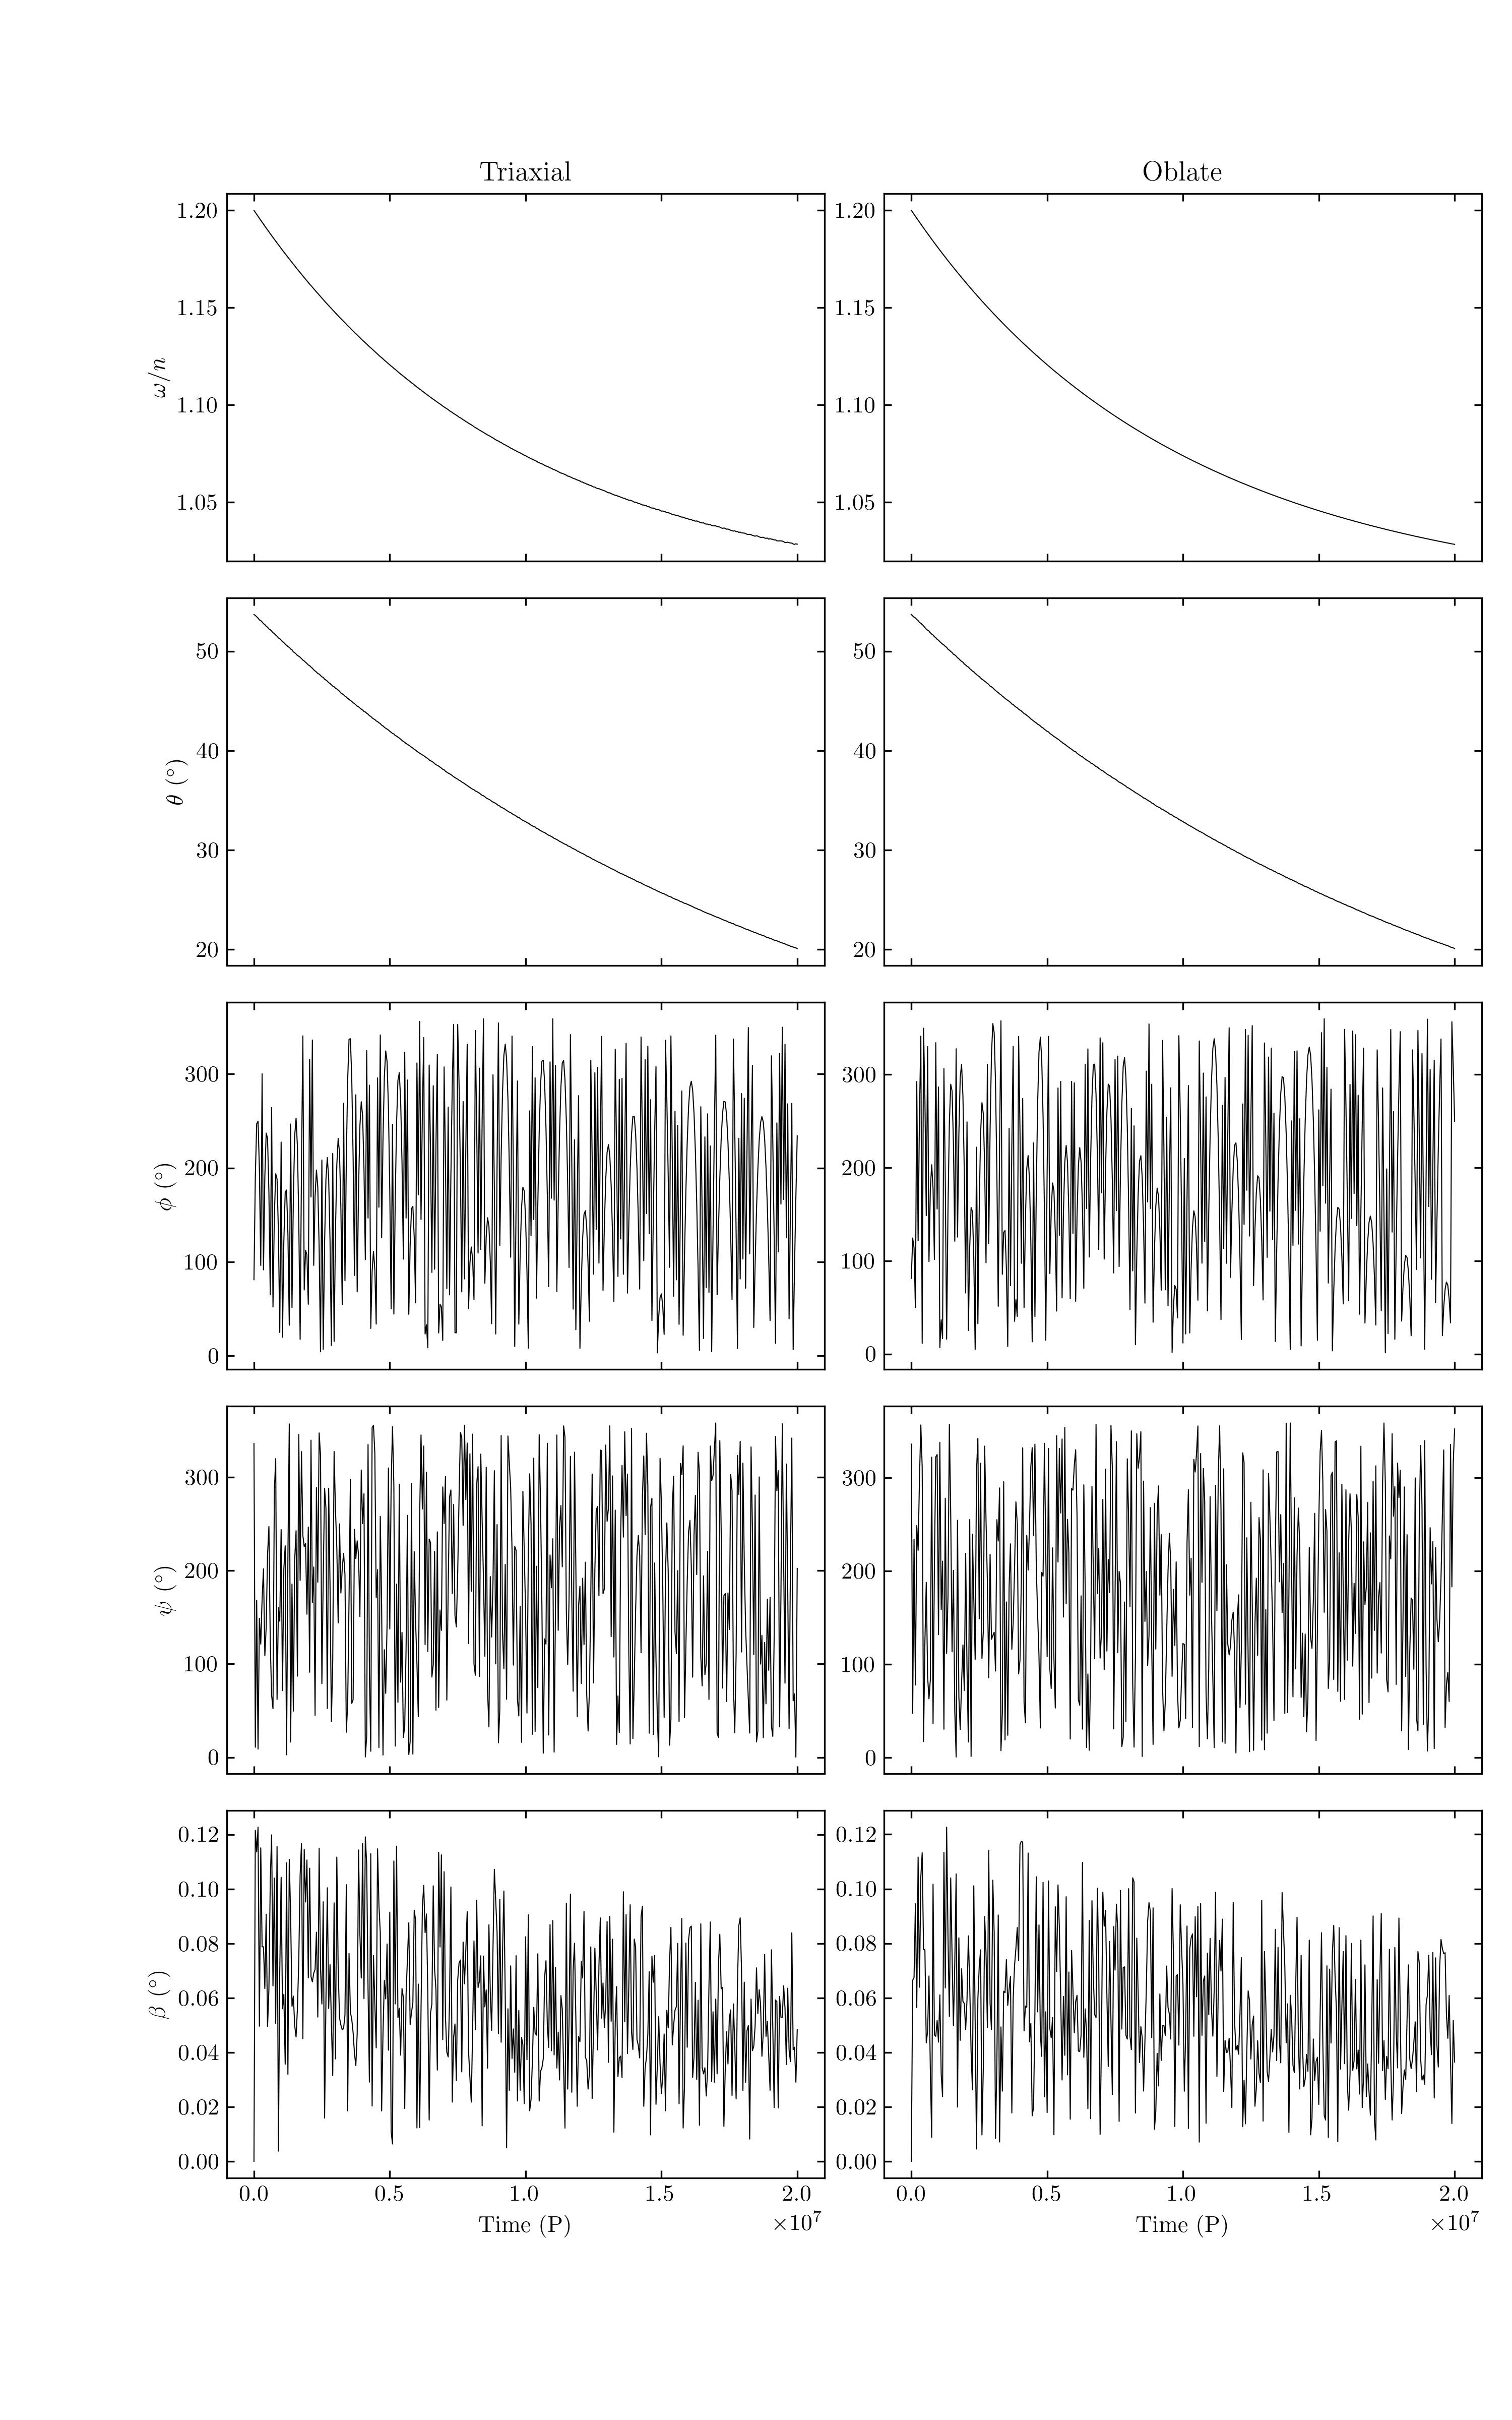 Triaxial Oblate
1.20 1.20
1.15 1.15
ω/n
1.10 1.10
1.05 1.05
50 50
40 40
θ (°)
30 30
20 20
300 300
200 200
ϕ (°)
100 100
0 0
300 300
200 200
ψ (°)
100 100
0 0
0.12 0.12
0.10 0.10
0.08 0.08
0.06 0.06
β (°)
0.04 0.04
0.02 0.02
0.00 0.00
0.0 0.5 1.0 1.5 2.0 0.0 0.5 1.0 1.5 2.0
Time (P) ×10⁷ Time (P) ×10⁷